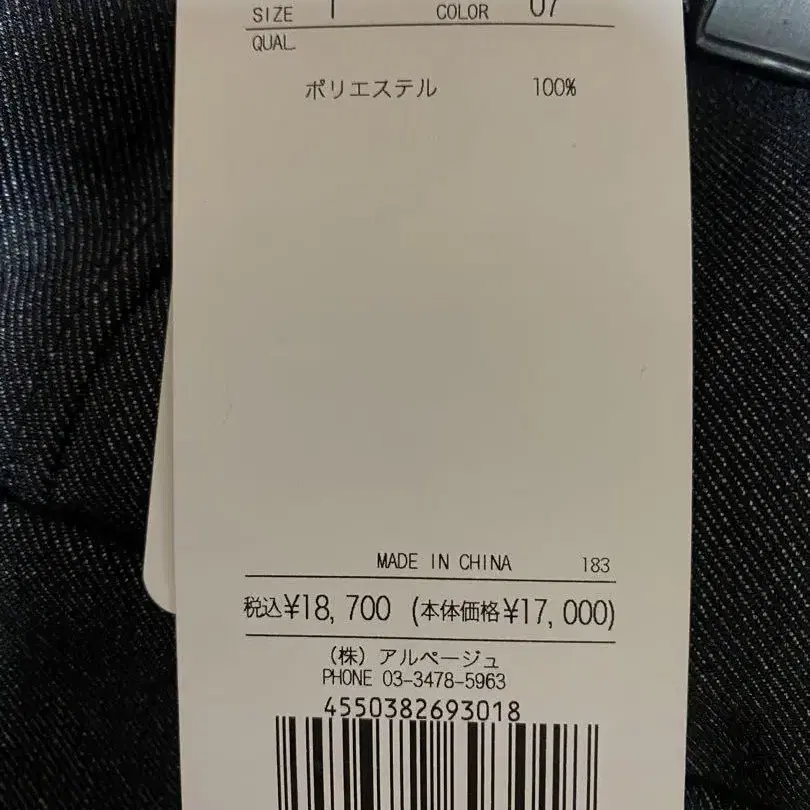 SIZE COLOR 07
QUAL.
ポリエステル 100%
MADE IN CHINA 183
税込¥18,700 (本体価格¥17,000)
(株) アルページュ
PHONE 03-3478-5963
4550382693018